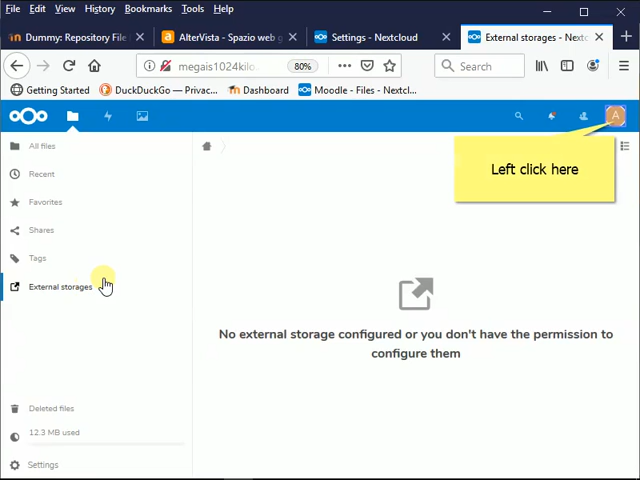 File Edit View History Bookmarks Tools Help
Dummy: Repository File
AlterVista - Spazio web g
Settings - Nextcloud
External storages - Nextc
megais1024kilo
80%
Search
Getting Started
DuckDuckGo — Privac...
Dashboard
Moodle - Files - Nextcl...
A
Left click here
All files
Recent
Favorites
Shares
Tags
External storages
No external storage configured or you don't have the permission to
configure them
Deleted files
12.3 MB used
Settings